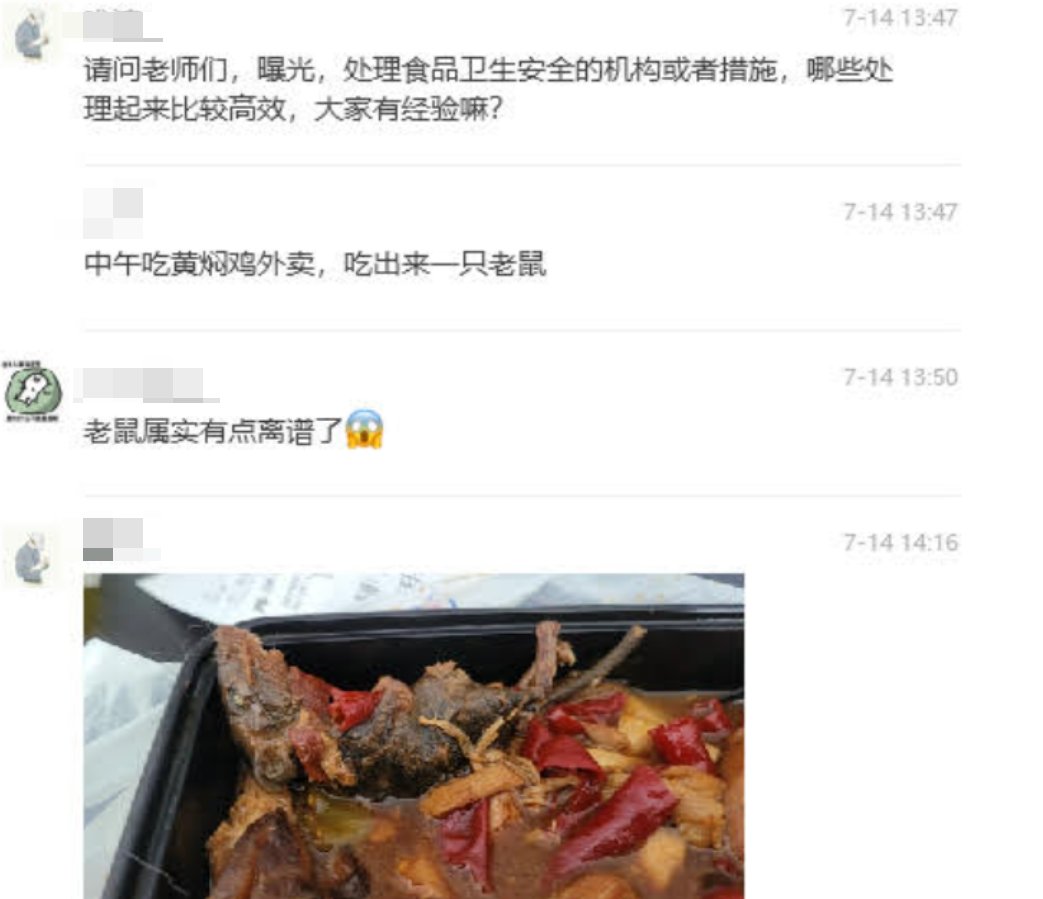 7-14 13:47
请问老师们，曝光，处理食品卫生安全的机构或者措施，哪些处
理起来比较高效，大家有经验嘛？
7-14 13:47
中午吃黄焖鸡外卖，吃出来一只老鼠
7-14 13:50
老鼠属实有点离谱了😱
7-14 14:16